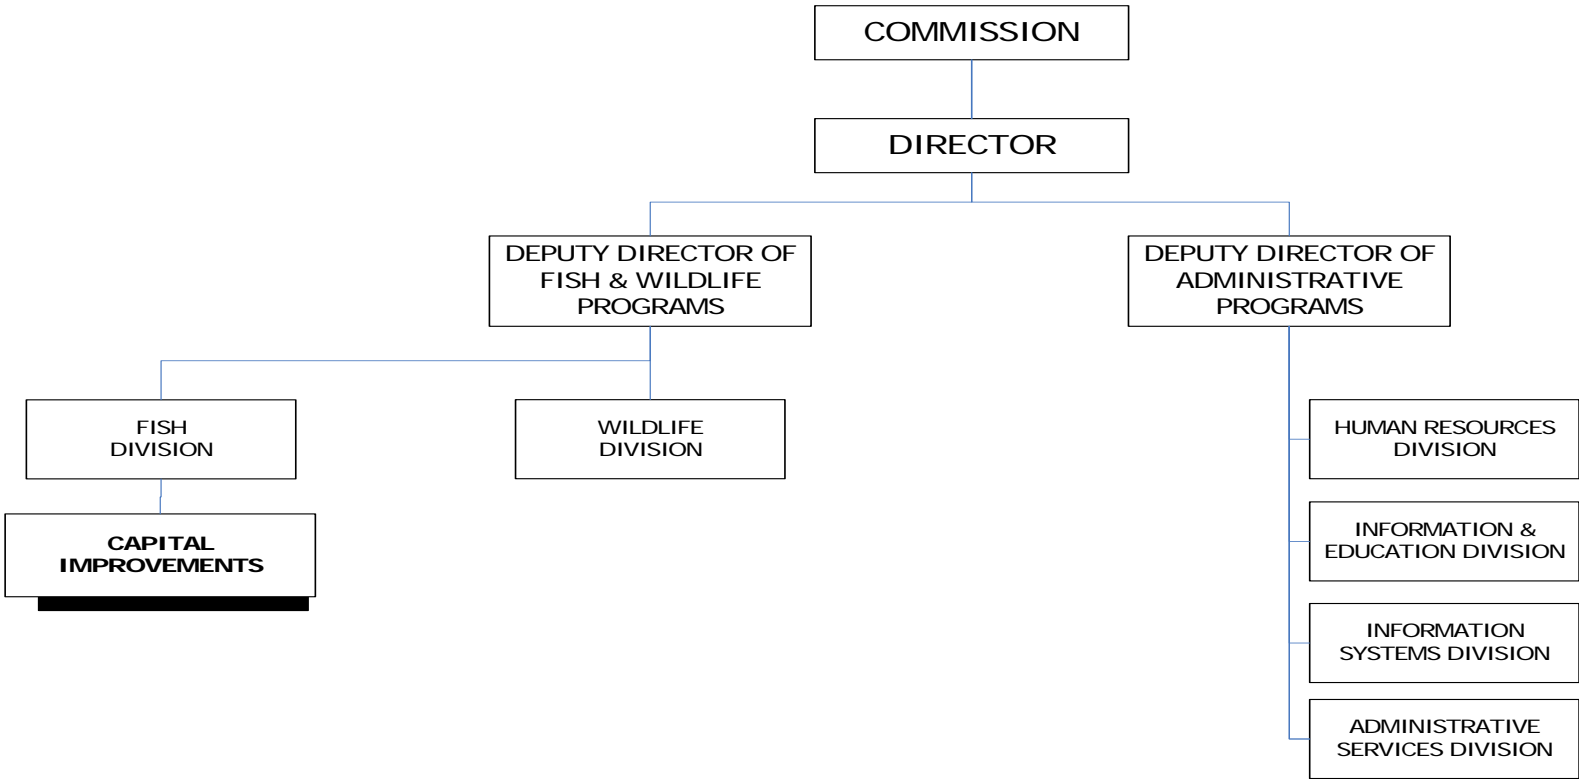 COMMISSION
DIRECTOR
DEPUTY DIRECTOR OF
FISH & WILDLIFE
PROGRAMS
DEPUTY DIRECTOR OF
ADMINISTRATIVE
PROGRAMS
FISH
DIVISION
WILDLIFE
DIVISION
HUMAN RESOURCES
DIVISION
CAPITAL
IMPROVEMENTS
INFORMATION &
EDUCATION DIVISION
INFORMATION
SYSTEMS DIVISION
ADMINISTRATIVE
SERVICES DIVISION